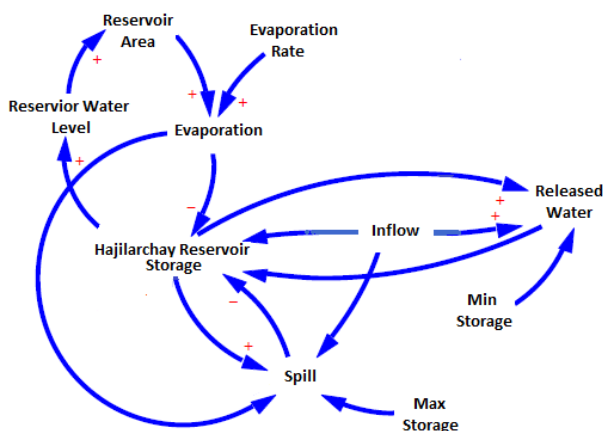 Reservoir
Area
Evaporation
Rate
+
Reservior Water
Level
+
+
Evaporation
+
−
Released
Water
+
+
Inflow
Hajilarchay Reservoir
Storage
−
Min
Storage
+
Spill
Max
Storage